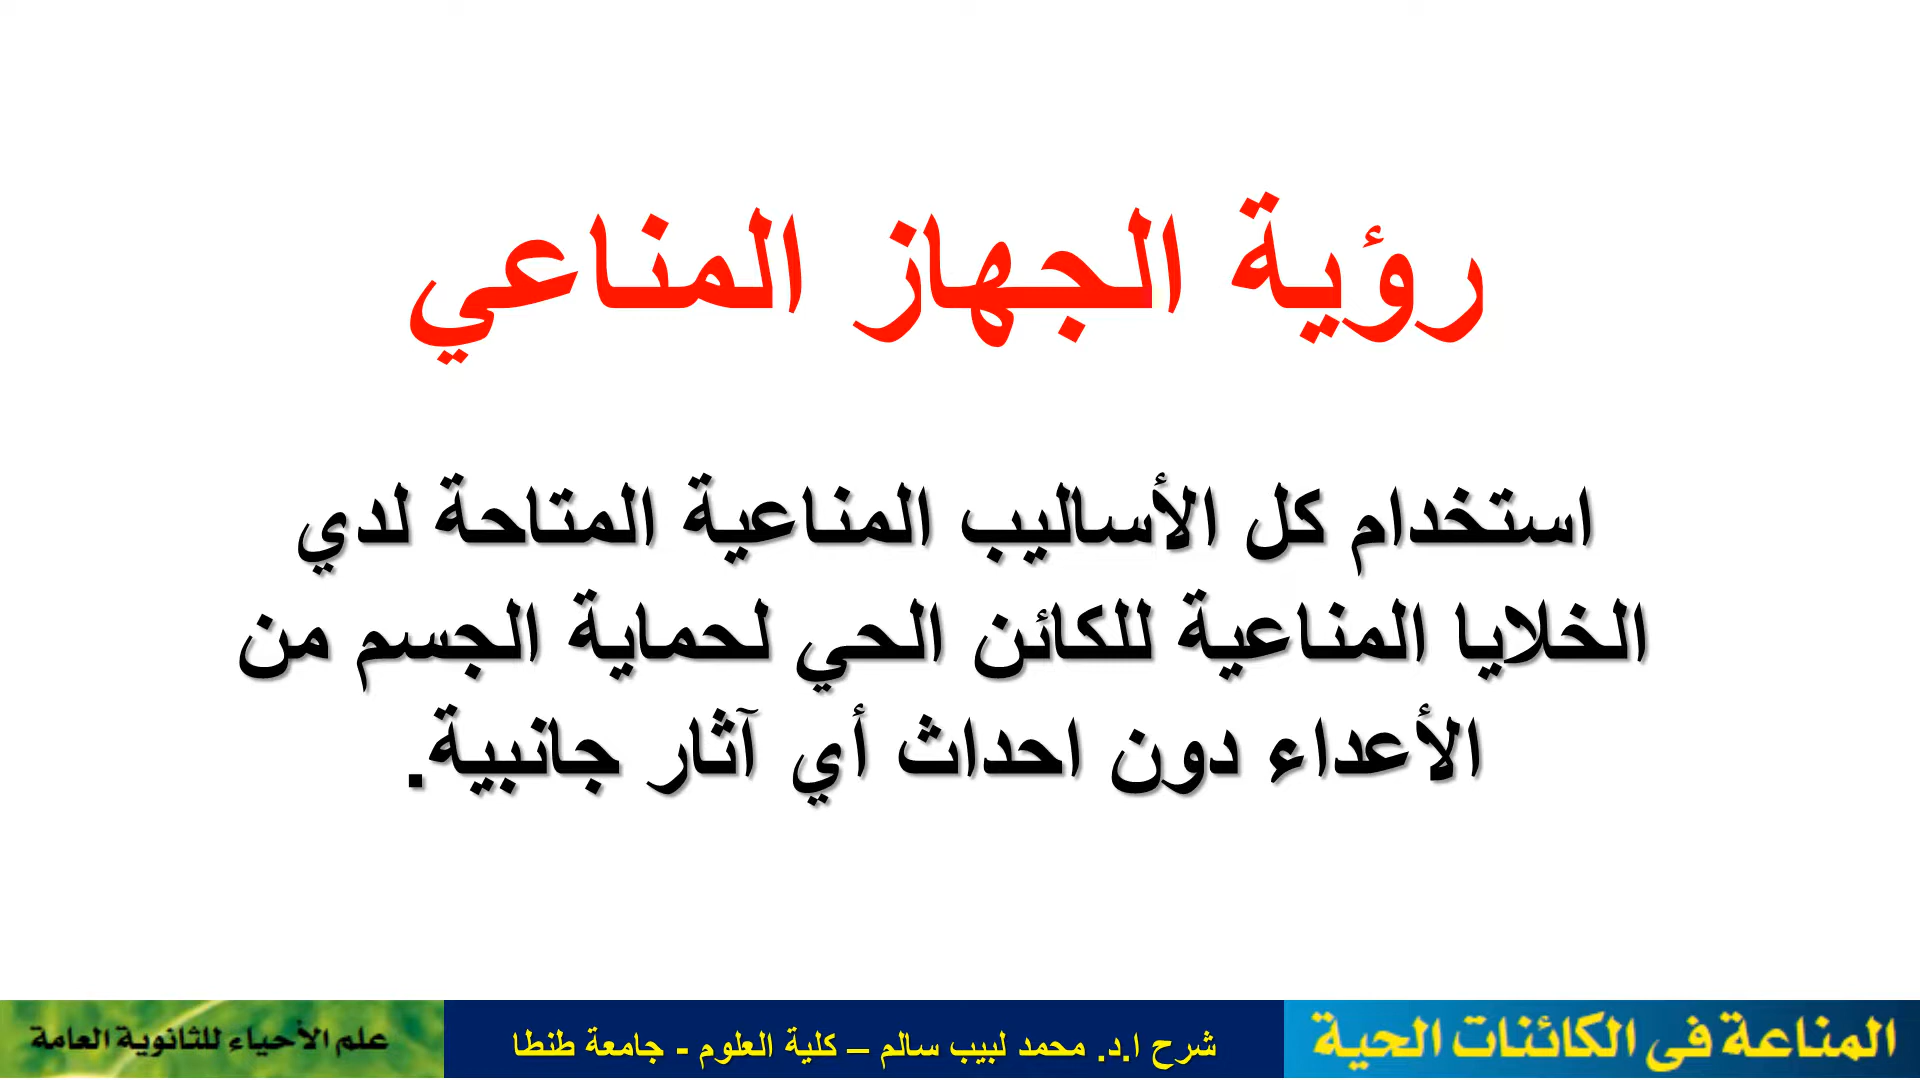 رؤية الجهاز المناعي
استخدام كل الأساليب المناعية المتاحة لدي
الخلايا المناعية للكائن الحي لحماية الجسم من
الأعداء دون احداث أي آثار جانبية.
المناعة فى الكائنات الحية
شرح ا.د. محمد لبيب سالم – كلية العلوم - جامعة طنطا
علم الأحياء للثانوية العامة